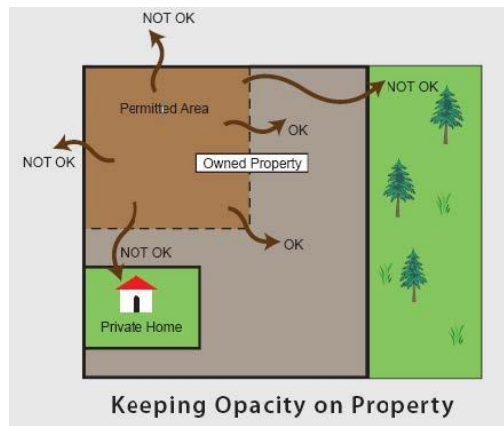 NOT OK
NOT OK
Permitted Area
OK
NOT OK
Owned Property
NOT OK
OK
Private Home
Keeping Opacity on Property